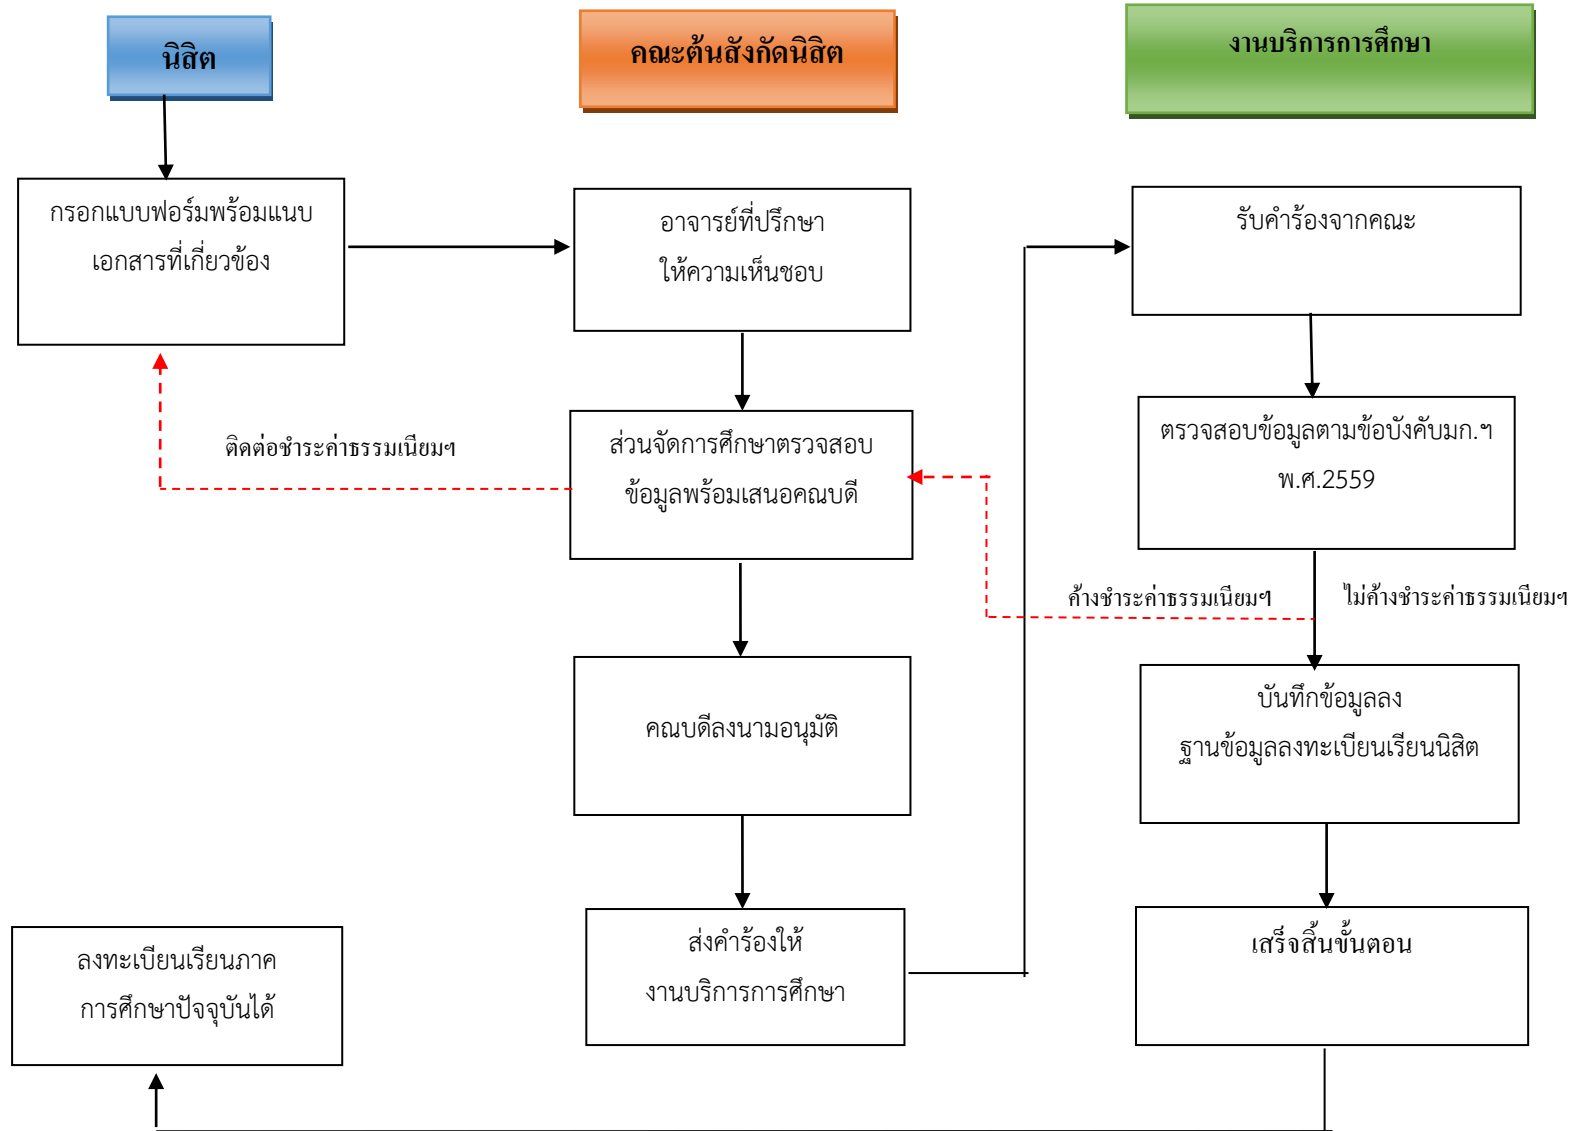 นิสิต
คณะต้นสังกัดนิสิต
งานบริการการศึกษา
กรอกแบบฟอร์มพร้อมแนบ
เอกสารที่เกี่ยวข้อง
อาจารย์ที่ปรึกษา
ให้ความเห็นชอบ
รับคำร้องจากคณะ
ติดต่อชำระค่าธรรมเนียมฯ
ส่วนจัดการศึกษาตรวจสอบ
ข้อมูลพร้อมเสนอคณบดี
ตรวจสอบข้อมูลตามข้อบังคับมก.ฯ
พ.ศ.2559
ค้างชำระค่าธรรมเนียมฯ
ไม่ค้างชำระค่าธรรมเนียมฯ
คณบดีลงนามอนุมัติ
บันทึกข้อมูลลง
ฐานข้อมูลลงทะเบียนเรียนนิสิต
ลงทะเบียนเรียนภาค
การศึกษาปัจจุบันได้
ส่งคำร้องให้
งานบริการการศึกษา
เสร็จสิ้นขั้นตอน